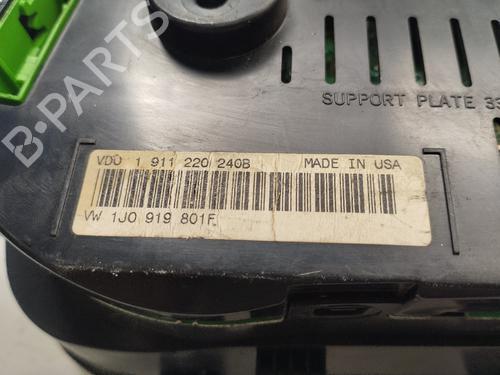 B-PARTS
SUPPORT PLATE 33
VDO 1 911 220 240B MADE IN USA
VW 1J0 919 801F